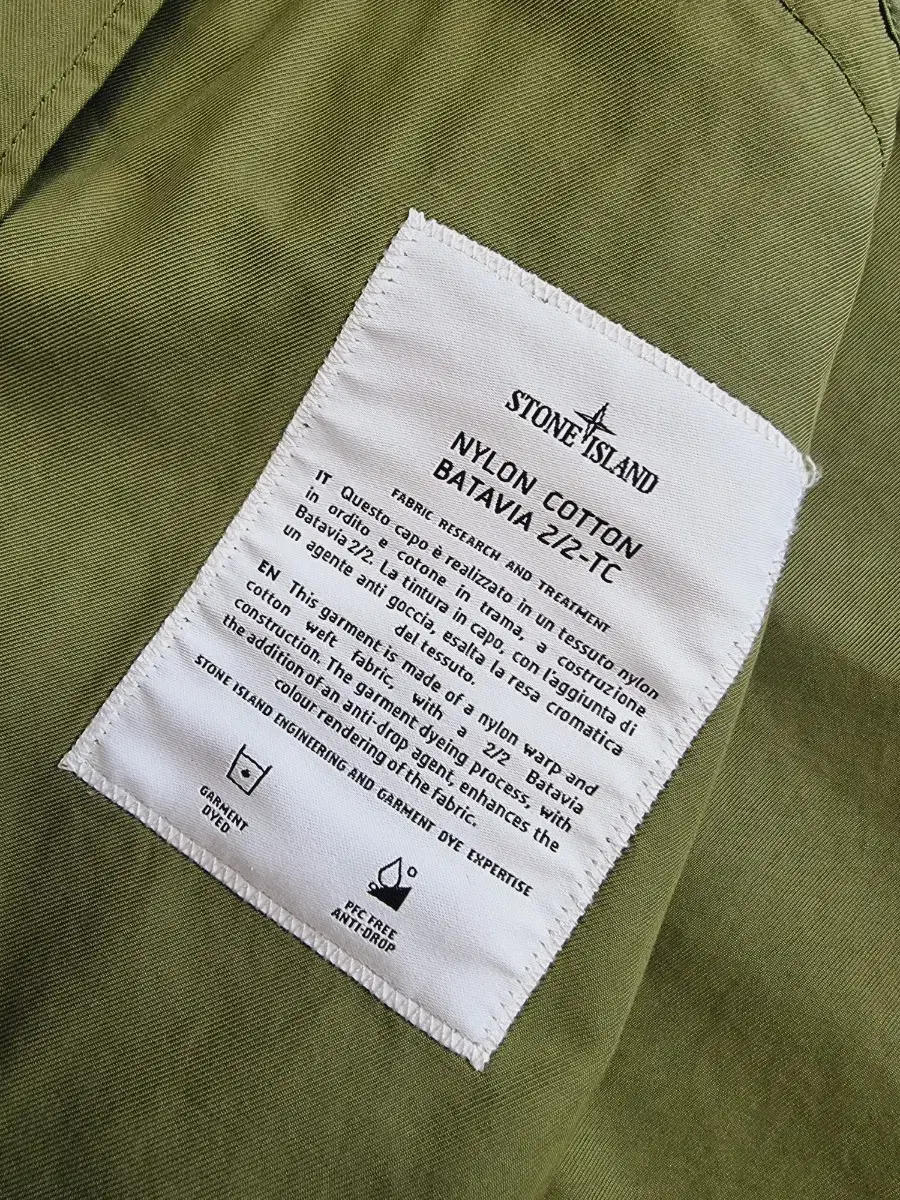 STONE ISLAND
NYLON COTTON
BATAVIA 2/2-TC
FABRIC RESEARCH AND TREATMENT
IT Questo capo è realizzato in un tessuto nylon
in ordito e cotone in trama, a costruzione
Batavia 2/2. La tintura in capo, con l'aggiunta di
un agente anti goccia, esalta la resa cromatica
del tessuto.
EN This garment is made of a nylon warp and
cotton weft fabric, with a 2/2 Batavia
construction. The garment dyeing process, with
the addition of an anti-drop agent, enhances the
colour rendering of the fabric.
STONE ISLAND ENGINEERING AND GARMENT DYE EXPERTISE
GARMENT
DYED
PFC FREE
ANTI-DROP